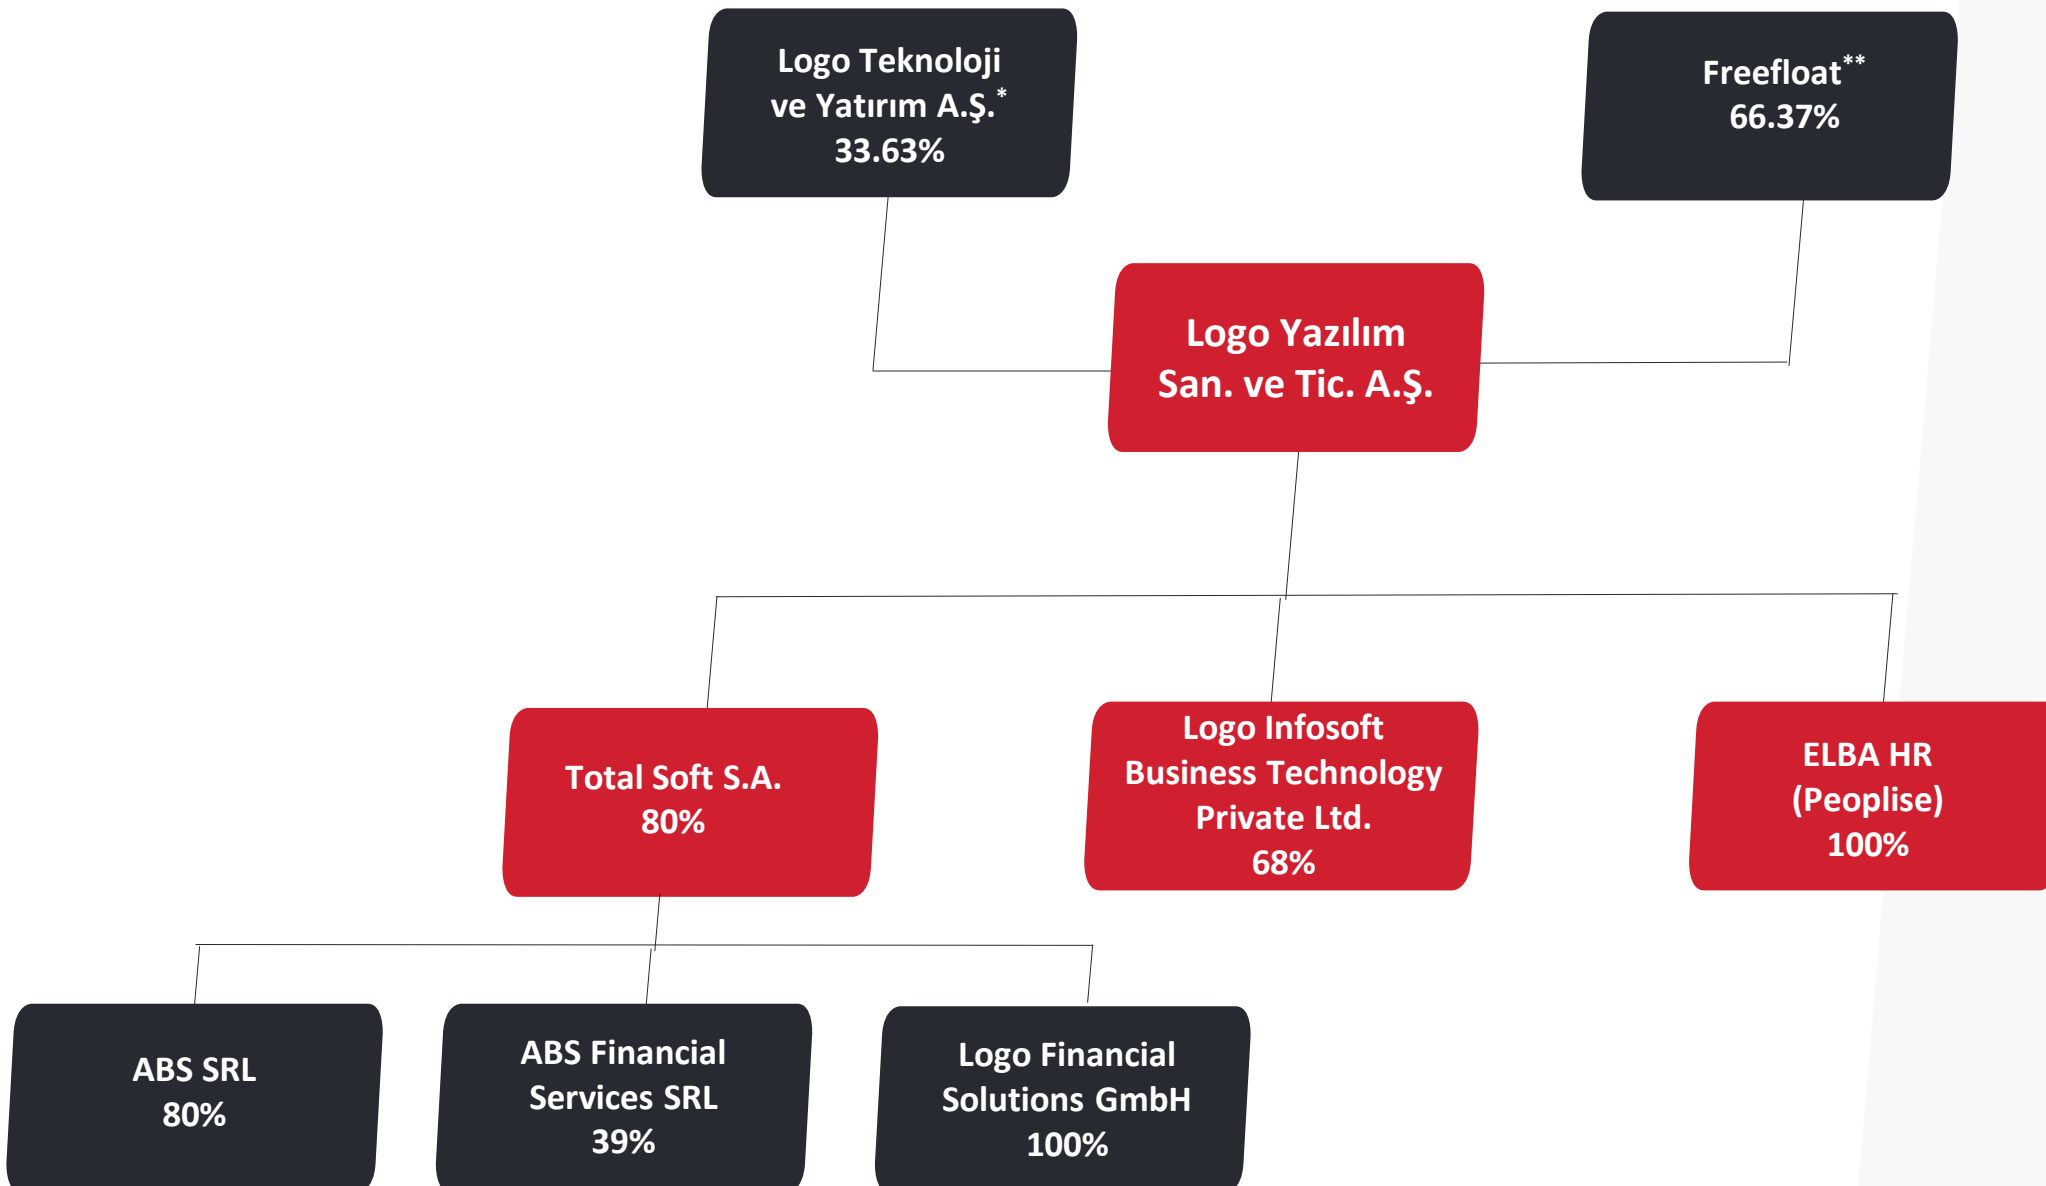 Logo Teknoloji
ve Yatırım A.Ş.*
33.63%
Freefloat**
66.37%
Logo Yazılım
San. ve Tic. A.Ş.
Total Soft S.A.
80%
Logo Infosoft
Business Technology
Private Ltd.
68%
ELBA HR
(Peoplise)
100%
ABS SRL
80%
ABS Financial
Services SRL
39%
Logo Financial
Solutions GmbH
100%